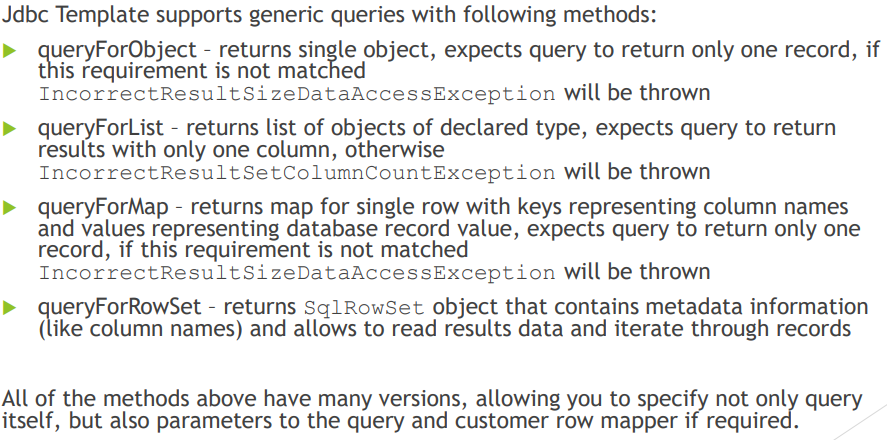 Jdbc Template supports generic queries with following methods:
queryForObject – returns single object, expects query to return only one record, if
this requirement is not matched
IncorrectResultSizeDataAccessException will be thrown
queryForList – returns list of objects of declared type, expects query to return
results with only one column, otherwise
IncorrectResultSetColumnCountException will be thrown
queryForMap – returns map for single row with keys representing column names
and values representing database record value, expects query to return only one
record, if this requirement is not matched
IncorrectResultSizeDataAccessException will be thrown
queryForRowSet – returns SqlRowSet object that contains metadata information
(like column names) and allows to read results data and iterate through records
All of the methods above have many versions, allowing you to specify not only query
itself, but also parameters to the query and customer row mapper if required.